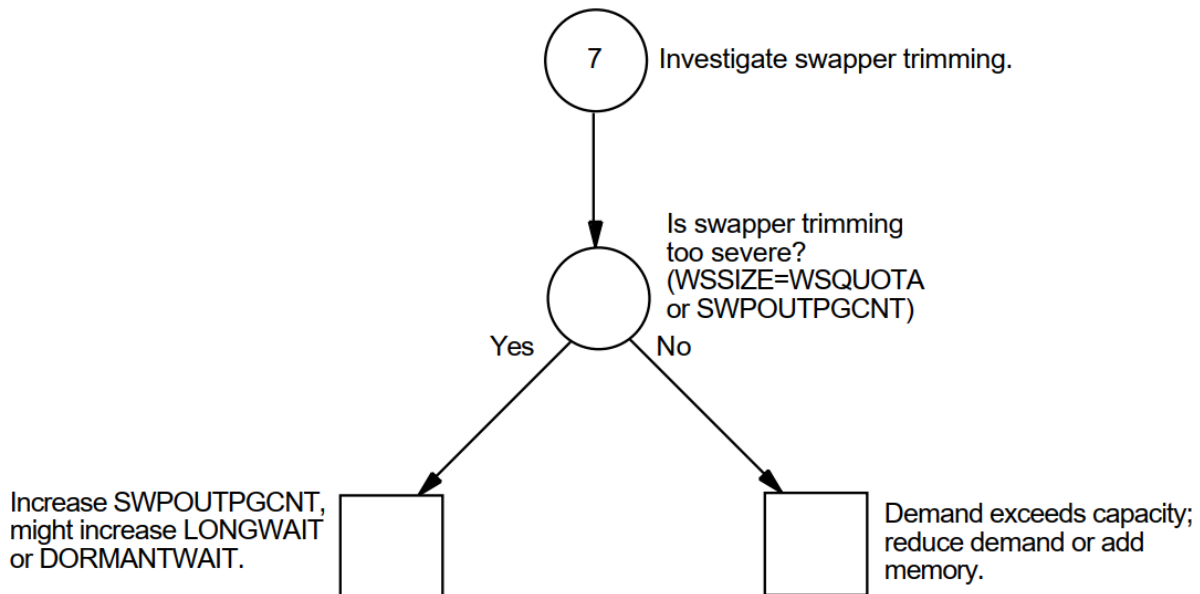 7
Investigate swapper trimming.
Is swapper trimming
too severe?
(WSSIZE=WSQUOTA
or SWPOUTPGCNT)
Yes
No
Increase SWPOUTPGCNT,
might increase LONGWAIT
or DORMANTWAIT.
Demand exceeds capacity;
reduce demand or add
memory.